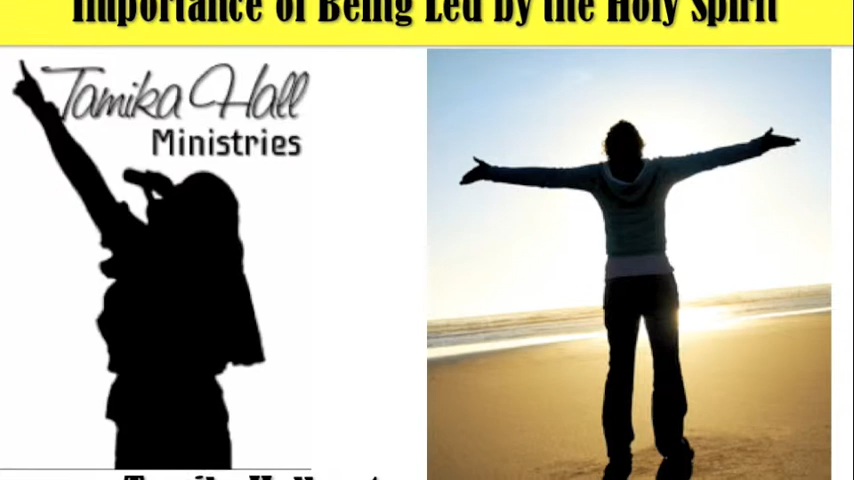 Importance of Being Led by the Holy Spirit
Tamika Hall
Ministries